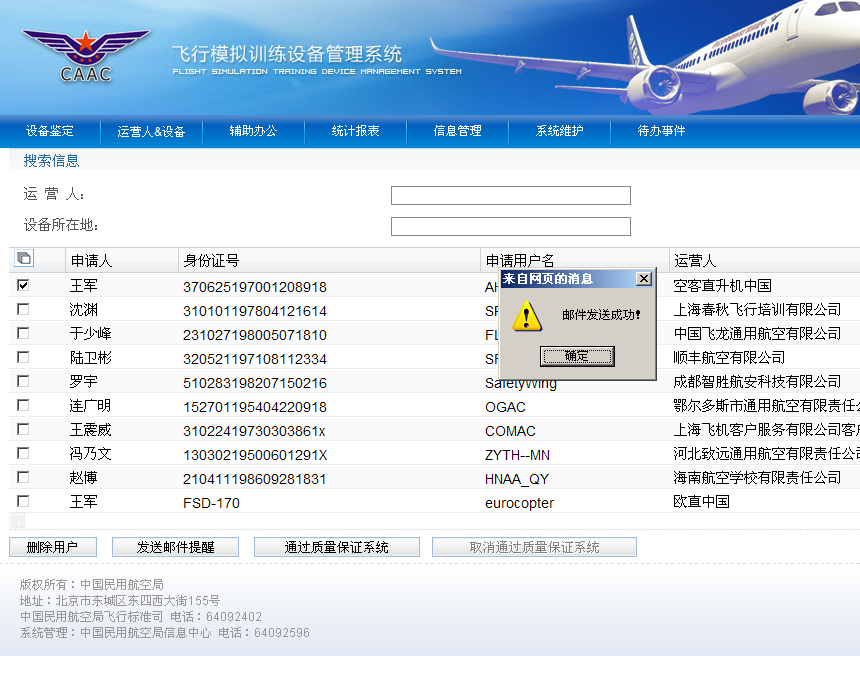 CAAC
飞行模拟训练设备管理系统
FLIGHT SIMULATION TRAINING DEVICE MANAGEMENT SYSTEM
设备鉴定 运营人&设备 辅助办公 统计报表 信息管理 系统维护 待办事件
搜索信息
运 营 人：
设备所在地：
申请人 身份证号 申请用户名 运营人
来自网页的消息
邮件发送成功!
确定
王军 370625197001208918 空客直升机中国
沈渊 310101197804121614 上海春秋飞行培训有限公司
于少峰 231027198005071810 FL 中国飞龙通用航空有限公司
陆卫彬 320521197108112334 顺丰航空有限公司
罗宇 510283198207150216 SafetyWing 成都智胜航安科技有限公司
连广明 152701195404220918 OGAC 鄂尔多斯市通用航空有限责任公
王震威 31022419730303861x COMAC 上海飞机客户服务有限公司客户
冯乃文 13030219500601291X ZYTH--MN 河北致远通用航空有限责任公司
赵博 210411198609281831 HNAA_QY 海南航空学校有限责任公司
王军 FSD-170 eurocopter 欧直中国
删除用户 发送邮件提醒 通过质量保证系统 取消通过质量保证系统
版权所有：中国民用航空局
地址：北京市东城区东四西大街155号
中国民用航空局飞行标准司 电话：64092402
系统管理：中国民用航空局信息中心 电话：64092596